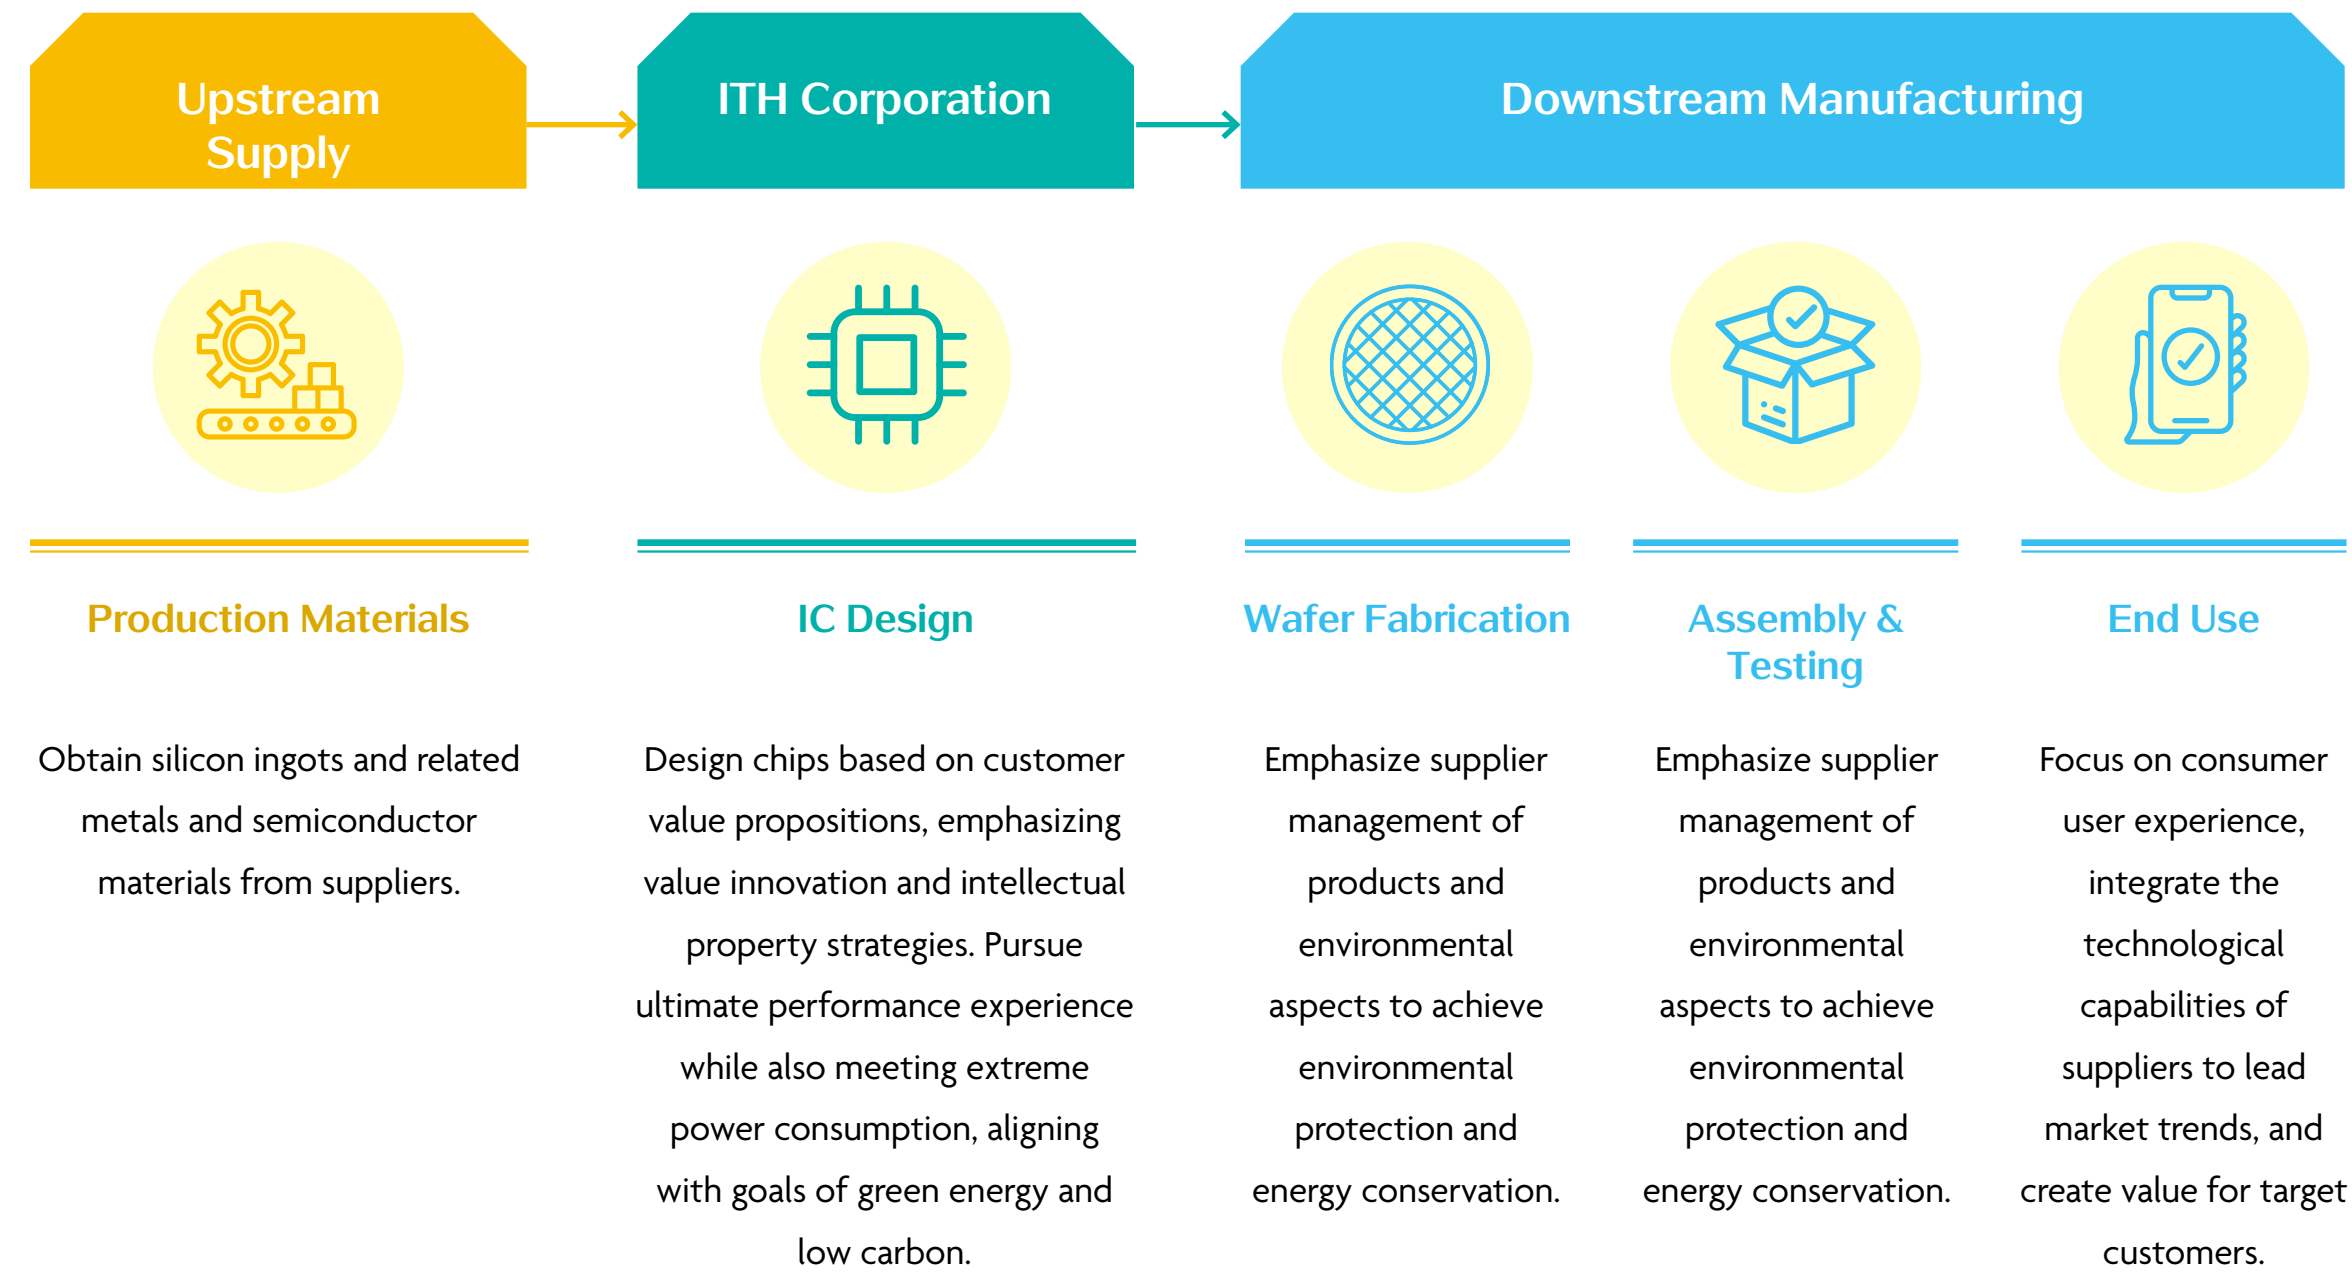 Upstream
Supply
ITH Corporation
Downstream Manufacturing
Production Materials
Obtain silicon ingots and related
metals and semiconductor
materials from suppliers.
IC Design
Design chips based on customer
value propositions, emphasizing
value innovation and intellectual
property strategies. Pursue
ultimate performance experience
while also meeting extreme
power consumption, aligning
with goals of green energy and
low carbon.
Wafer Fabrication
Emphasize supplier
management of
products and
environmental
aspects to achieve
environmental
protection and
energy conservation.
Assembly &
Testing
Emphasize supplier
management of
products and
environmental
aspects to achieve
environmental
protection and
energy conservation.
End Use
Focus on consumer
user experience,
integrate the
technological
capabilities of
suppliers to lead
market trends, and
create value for target
customers.